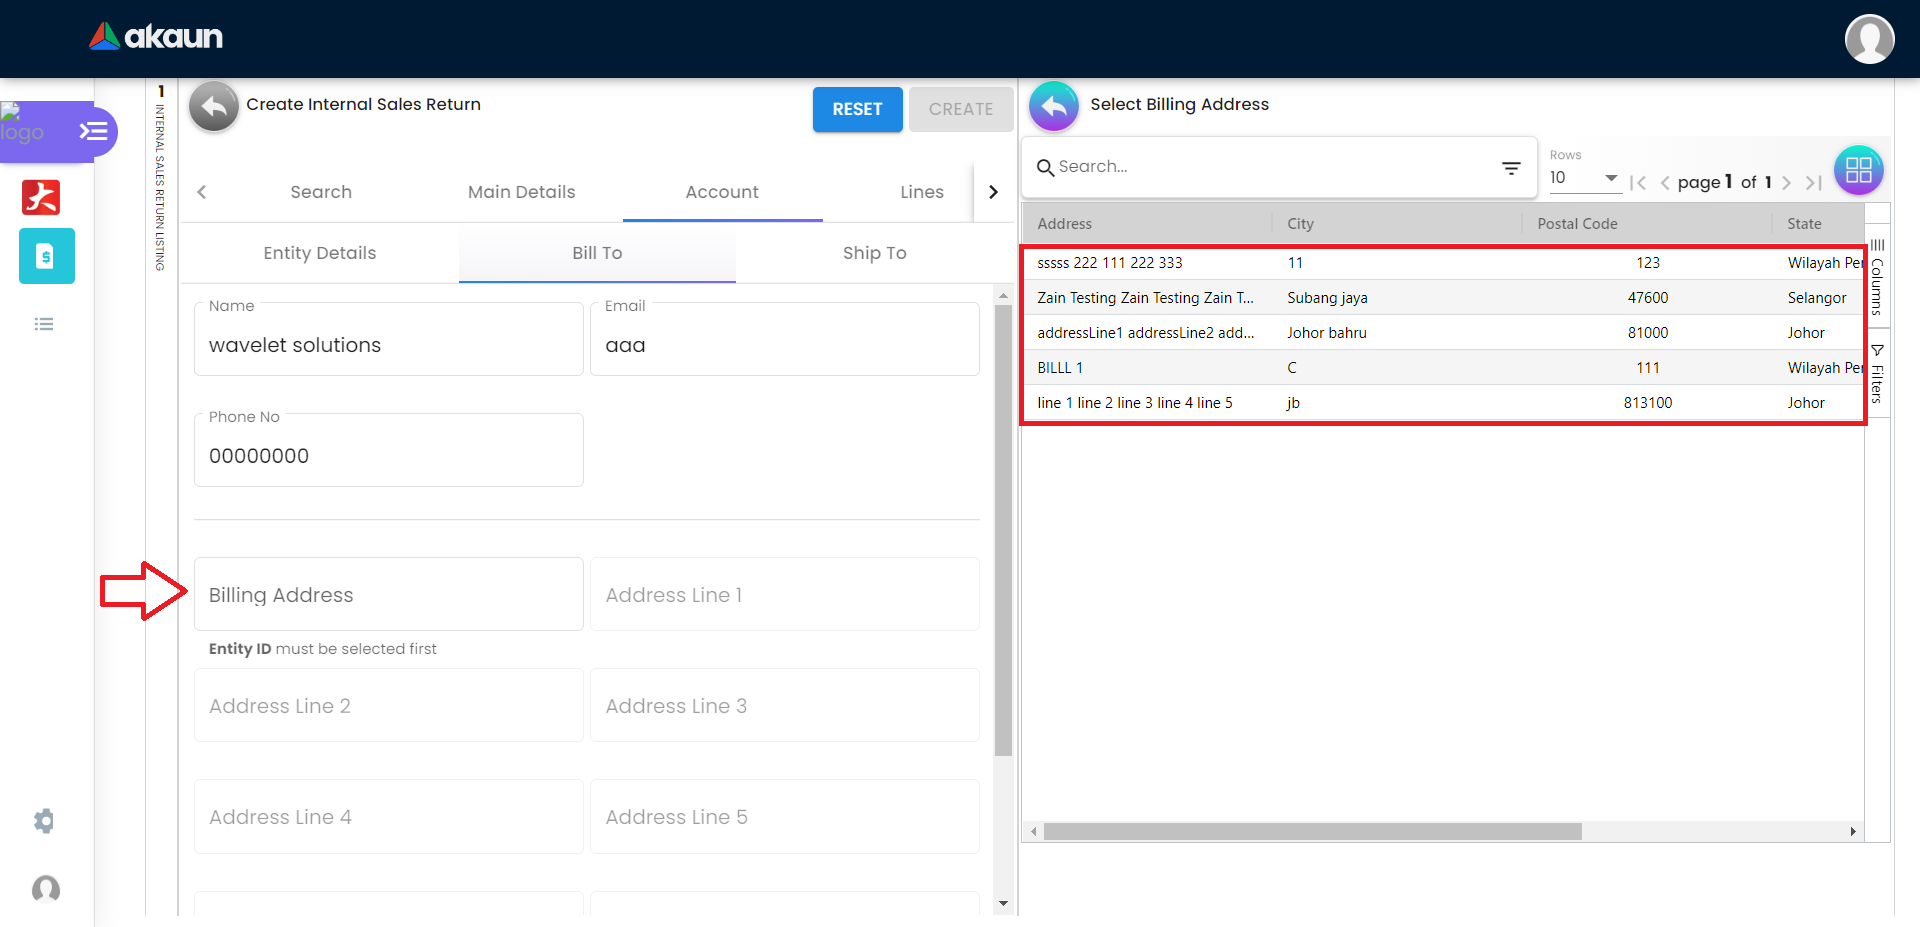 akaun
logo
1
INTERNAL SALES RETURN LISTING
Create Internal Sales Return
RESET
CREATE
Search
Main Details
Account
Lines
Entity Details
Bill To
Ship To
Name
wavelet solutions
Email
aaa
Phone No
00000000
Billing Address
Address Line 1
Entity ID must be selected first
Address Line 2
Address Line 3
Address Line 4
Address Line 5
Select Billing Address
Search...
Rows
10
page 1 of 1
Address City Postal Code State
sssss 222 111 222 333 11 123 Wilayah Per
Zain Testing Zain Testing Zain T... Subang jaya 47600 Selangor
addressLine1 addressLine2 add... Johor bahru 81000 Johor
BILLL 1 C 111 Wilayah Per
line 1 line 2 line 3 line 4 line 5 jb 813100 Johor
Columns
Filters